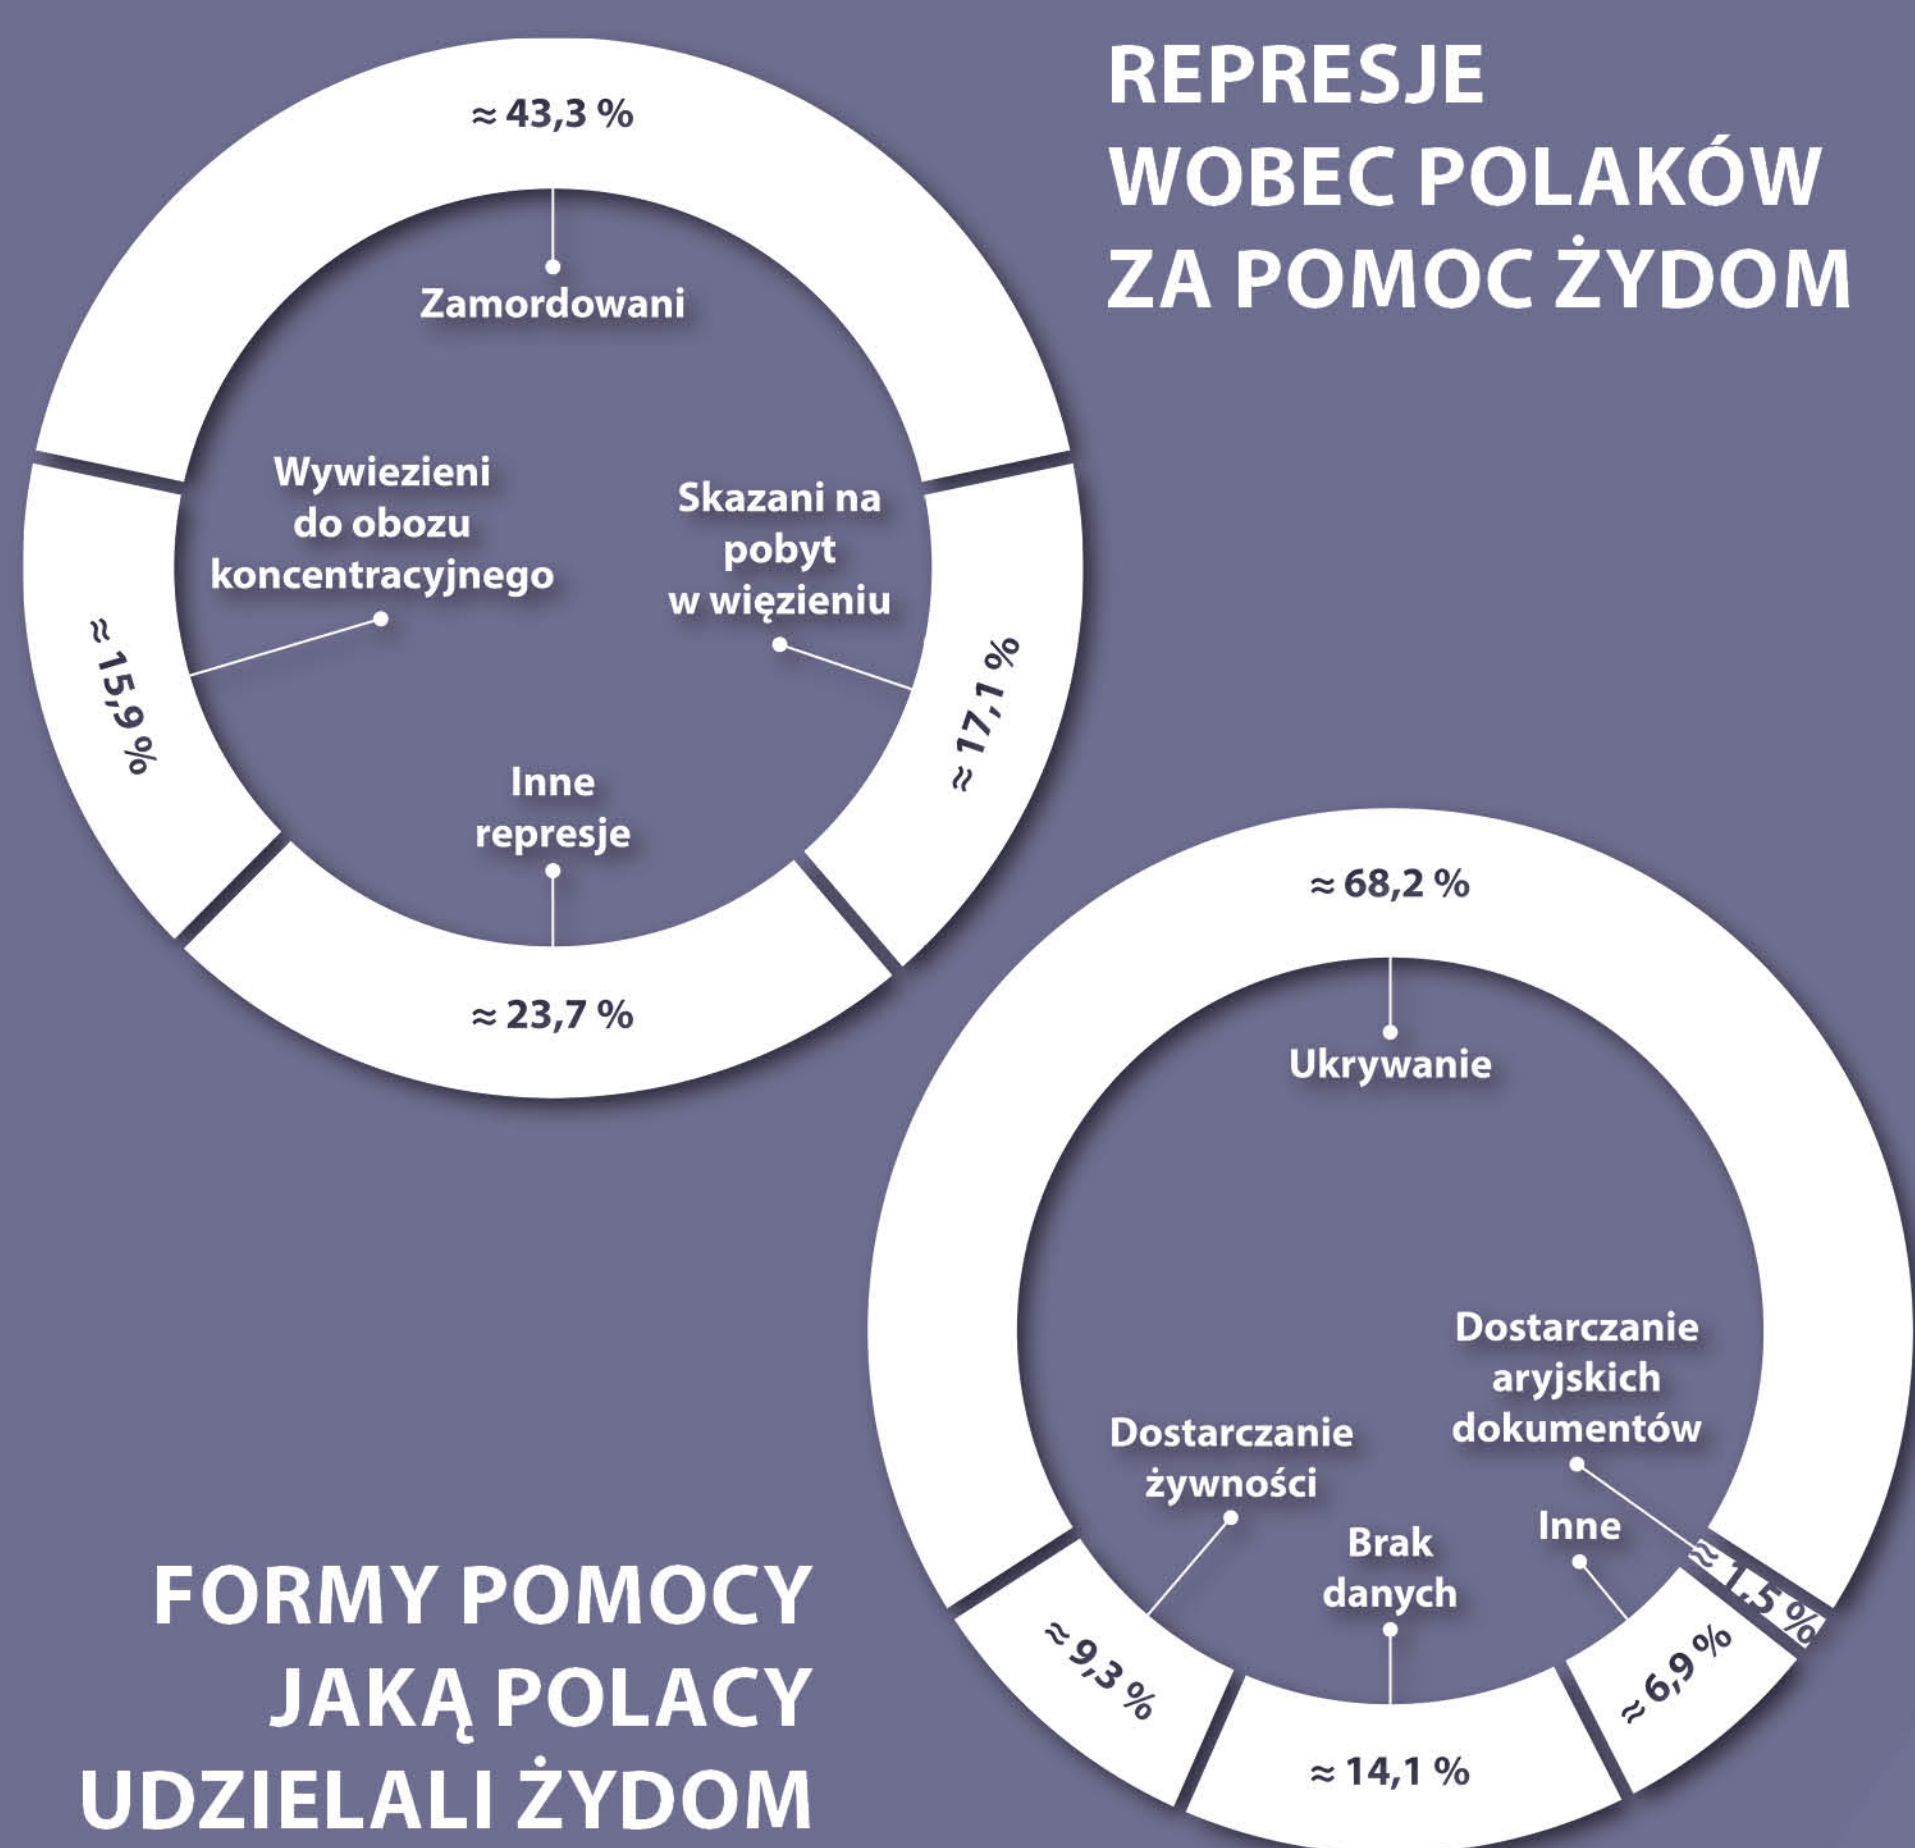 REPRESJE
WOBEC POLAKÓW
ZA POMOC ŻYDOM
≈ 43,3 %
Zamordowani
Wywiezieni
do obozu
koncentracyjnego
≈ 15,9 %
Skazani na
pobyt
w więzieniu
≈ 17,1 %
Inne
represje
≈ 23,7 %
FORMY POMOCY
JAKĄ POLACY
UDZIELALI ŻYDOM
≈ 68,2 %
Ukrywanie
Dostarczanie
aryjskich
dokumentów
≈ 1,5 %
Dostarczanie
żywności
≈ 9,3 %
Brak
danych
≈ 14,1 %
Inne
≈ 6,9 %